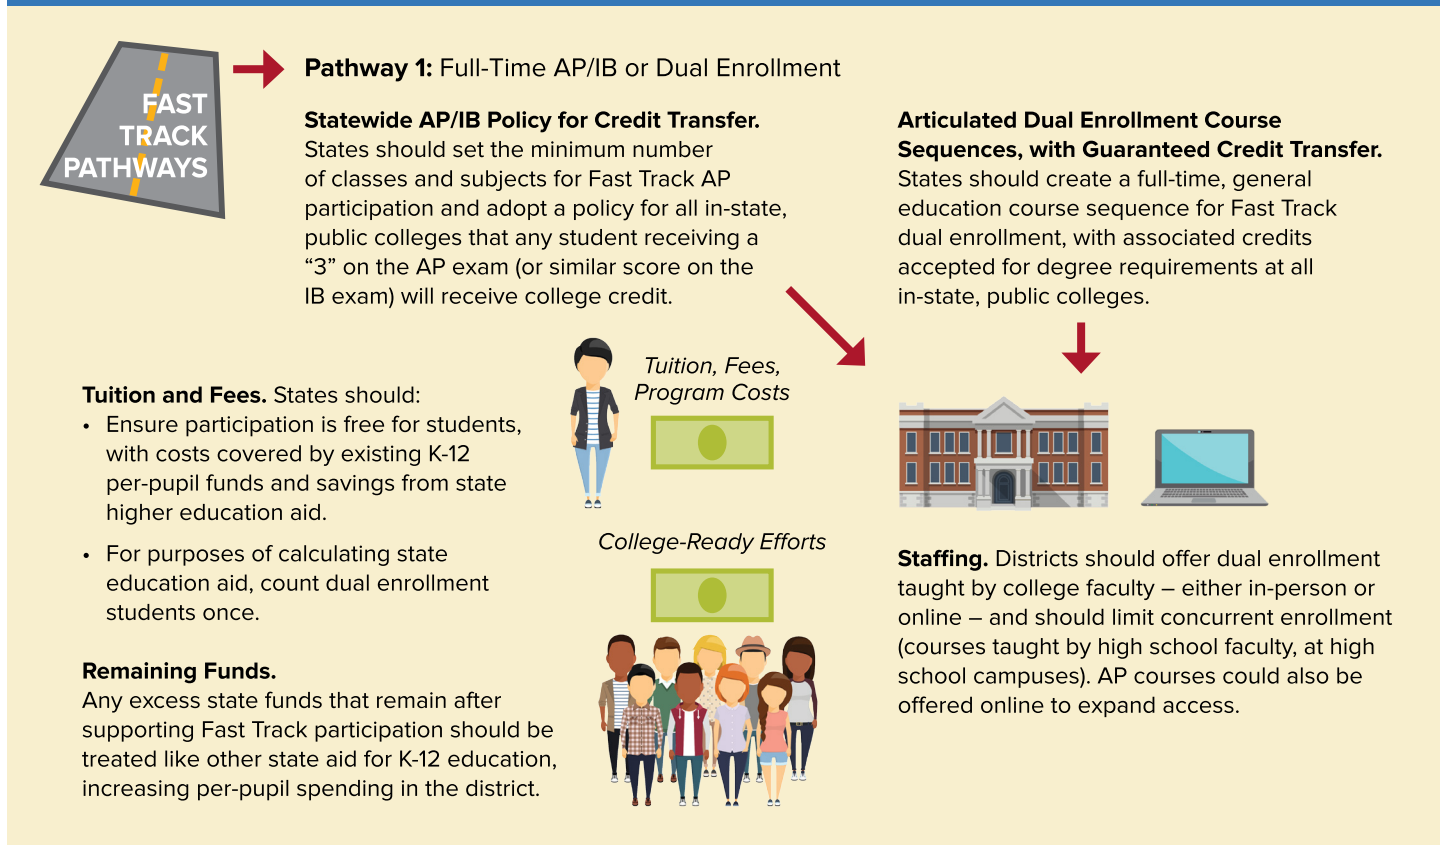 FAST
TRACK
PATHWAYS
Pathway 1: Full-Time AP/IB or Dual Enrollment
Statewide AP/IB Policy for Credit Transfer.
States should set the minimum number
of classes and subjects for Fast Track AP
participation and adopt a policy for all in-state,
public colleges that any student receiving a
“3” on the AP exam (or similar score on the
IB exam) will receive college credit.
Articulated Dual Enrollment Course
Sequences, with Guaranteed Credit Transfer.
States should create a full-time, general
education course sequence for Fast Track
dual enrollment, with associated credits
accepted for degree requirements at all
in-state, public colleges.
Tuition and Fees. States should:
• Ensure participation is free for students,
with costs covered by existing K-12
per-pupil funds and savings from state
higher education aid.
• For purposes of calculating state
education aid, count dual enrollment
students once.
Remaining Funds.
Any excess state funds that remain after
supporting Fast Track participation should be
treated like other state aid for K-12 education,
increasing per-pupil spending in the district.
Tuition, Fees,
Program Costs
College-Ready Efforts
Staffing. Districts should offer dual enrollment
taught by college faculty – either in-person or
online – and should limit concurrent enrollment
(courses taught by high school faculty, at high
school campuses). AP courses could also be
offered online to expand access.